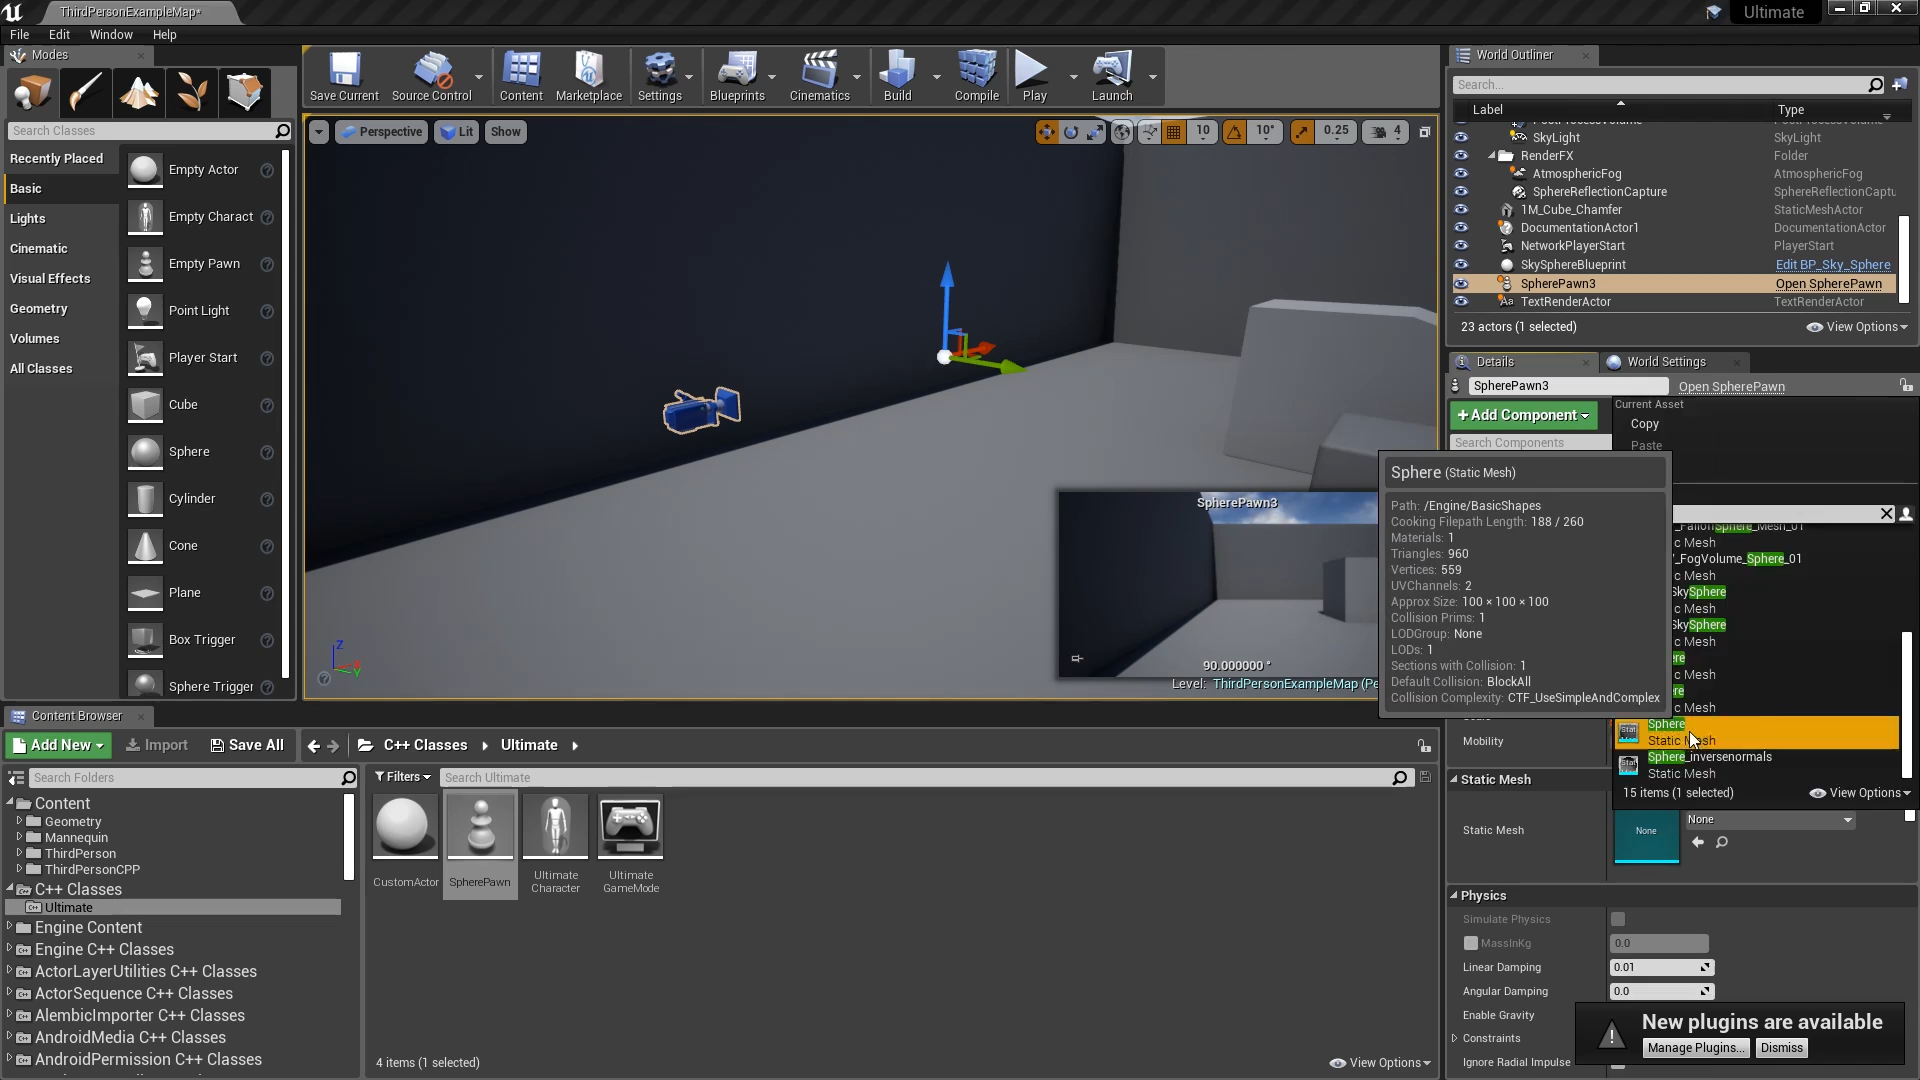 ThirdPersonExampleMap*
Ultimate
File Edit Window Help
Modes
Search Classes
Recently Placed
Basic
Lights
Cinematic
Visual Effects
Geometry
Volumes
All Classes
Empty Actor
Empty Charact
Empty Pawn
Point Light
Player Start
Cube
Sphere
Cylinder
Cone
Plane
Box Trigger
Sphere Trigger
Save Current Source Control Content Marketplace Settings Blueprints Cinematics Build Compile Play Launch
Perspective Lit Show
10 10° 0.25 4
SpherePawn3
90.000000 °
Level: ThirdPersonExampleMap (Pe
World Outliner
Search...
Label Type
SkyLight SkyLight
RenderFX Folder
AtmosphericFog AtmosphericFog
SphereReflectionCapture SphereReflectionCaptu
1M_Cube_Chamfer StaticMeshActor
DocumentationActor1 DocumentationActor
NetworkPlayerStart PlayerStart
SkySphereBlueprint Edit BP_Sky_Sphere
SpherePawn3 Open SpherePawn
TextRenderActor TextRenderActor
23 actors (1 selected) View Options
Details World Settings
SpherePawn3 Open SpherePawn
+Add Component
Search Components
Current Asset
Copy
Paste
Sphere (Static Mesh)
Path: /Engine/BasicShapes
Cooking Filepath Length: 188 / 260
Materials: 1
Triangles: 960
Vertices: 559
UVChannels: 2
Approx Size: 100 × 100 × 100
Collision Prims: 1
LODGroup: None
LODs: 1
Sections with Collision: 1
Default Collision: BlockAll
Collision Complexity: CTF_UseSimpleAndComplex
c Mesh
_FogVolume_Sphere_01
c Mesh
SkySphere
c Mesh
SkySphere
c Mesh
ere
c Mesh
ere
c Mesh
Sphere
Static Mesh
Sphere_inversenormals
Static Mesh
15 items (1 selected) View Options
Mobility
Static Mesh
Static Mesh None None
Physics
Simulate Physics
MassInKg 0.0
Linear Damping 0.01
Angular Damping 0.0
Enable Gravity
Constraints
Ignore Radial Impulse
New plugins are available
Manage Plugins... Dismiss
Content Browser
Add New Import Save All C++ Classes Ultimate
Search Folders
Filters Search Ultimate
Content
Geometry
Mannequin
ThirdPerson
ThirdPersonCPP
C++ Classes
Ultimate
Engine Content
Engine C++ Classes
ActorLayerUtilities C++ Classes
ActorSequence C++ Classes
AlembicImporter C++ Classes
AndroidMedia C++ Classes
AndroidPermission C++ Classes
CustomActor
SpherePawn
Ultimate
Character
Ultimate
GameMode
4 items (1 selected) View Options